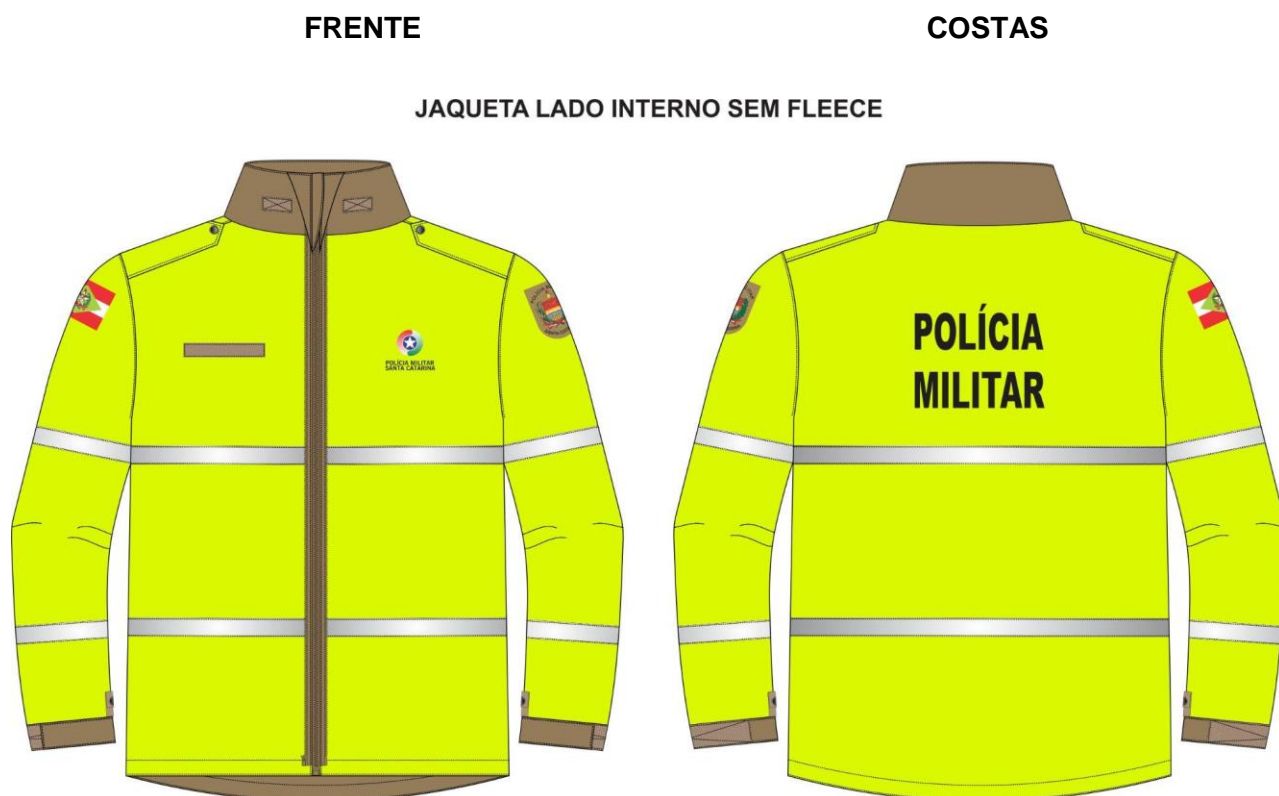 FRENTE
COSTAS
JAQUETA LADO INTERNO SEM FLEECE
POLÍCIA MILITAR
SANTA CATARINA
POLÍCIA
MILITAR